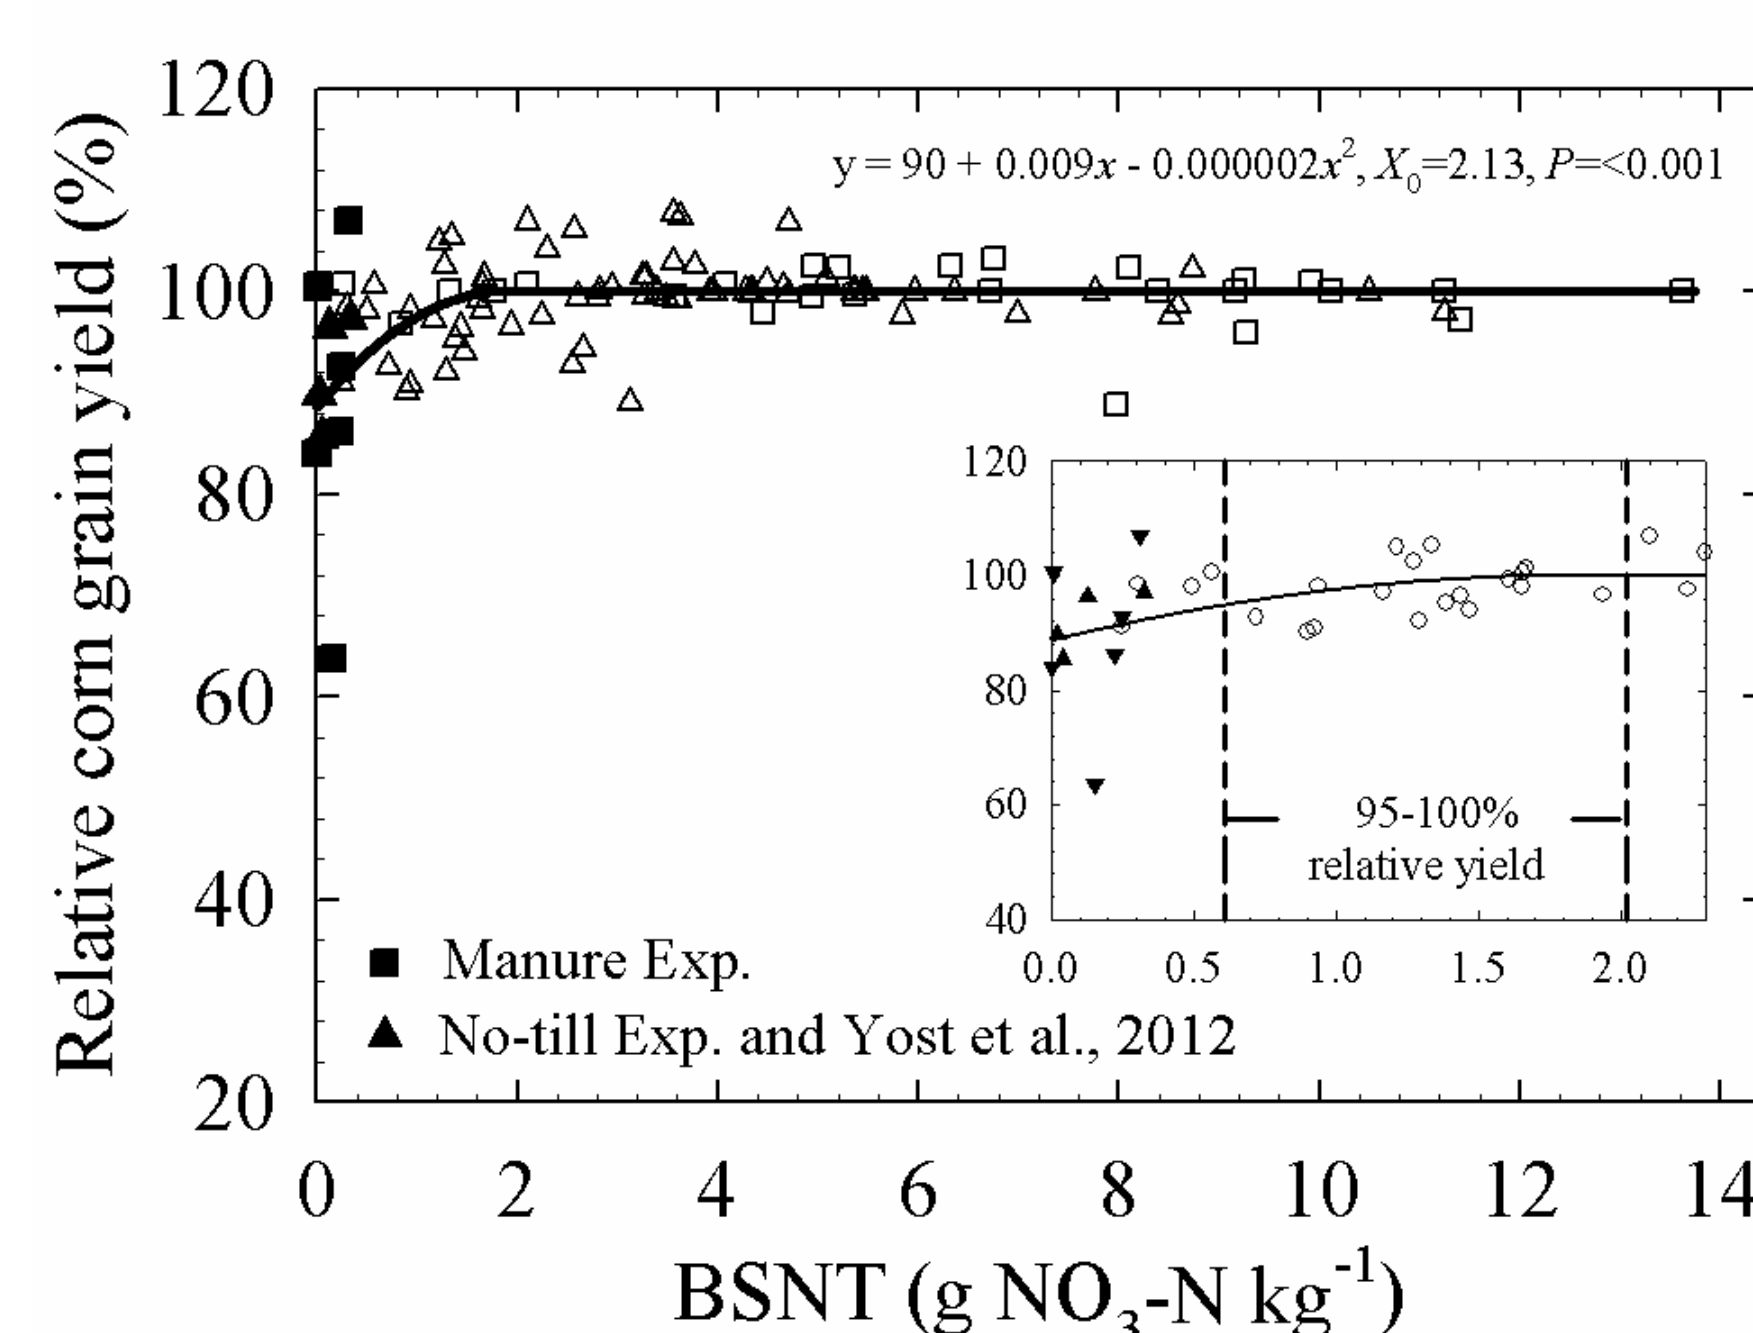 120
y = 90 + 0.009x - 0.000002x², X₀=2.13, P=<0.001
100
80
60
40
20
Relative corn grain yield (%)
120
100
80
60
40
95-100%
relative yield
0.0 0.5 1.0 1.5 2.0
Manure Exp.
No-till Exp. and Yost et al., 2012
0 2 4 6 8 10 12 14
BSNT (g NO₃-N kg⁻¹)